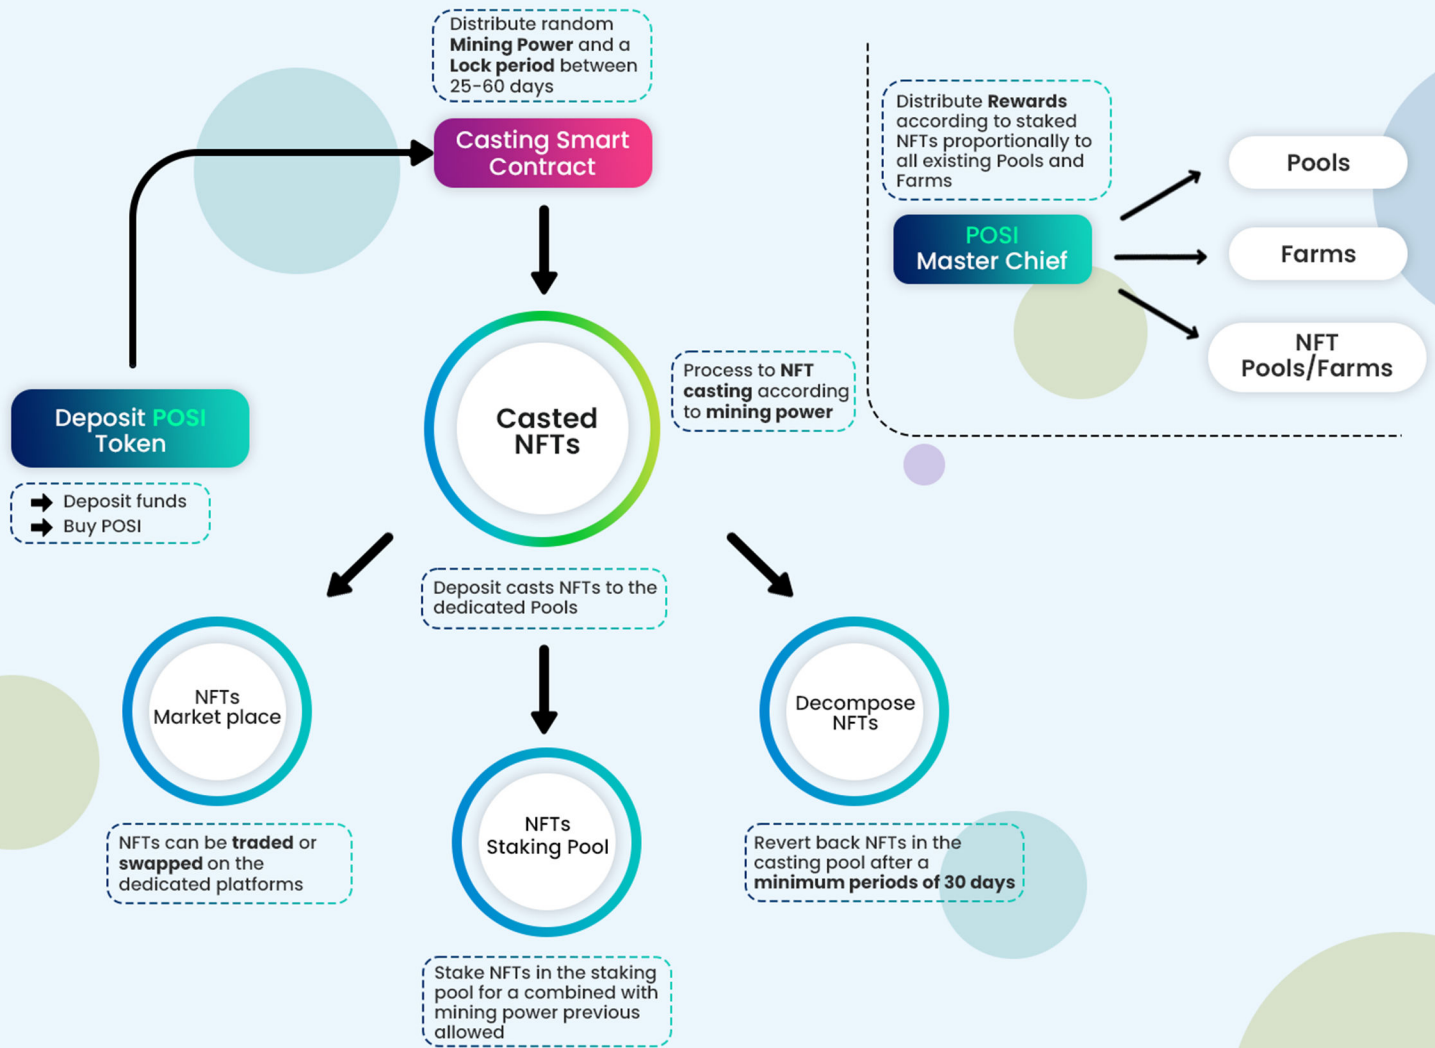 Distribute random
Mining Power and a
Lock period between
25-60 days
Casting Smart
Contract
Deposit POSI
Token
Deposit funds
Buy POSI
Casted
NFTs
Process to NFT
casting according
to mining power
Deposit casts NFTs to the
dedicated Pools
NFTs
Market place
NFTs can be traded or
swapped on the
dedicated platforms
NFTs
Staking Pool
Stake NFTs in the staking
pool for a combined with
mining power previous
allowed
Decompose
NFTs
Revert back NFTs in the
casting pool after a
minimum periods of 30 days
Distribute Rewards
according to staked
NFTs proportionally to
all existing Pools and
Farms
POSI
Master Chief
Pools
Farms
NFT
Pools/Farms